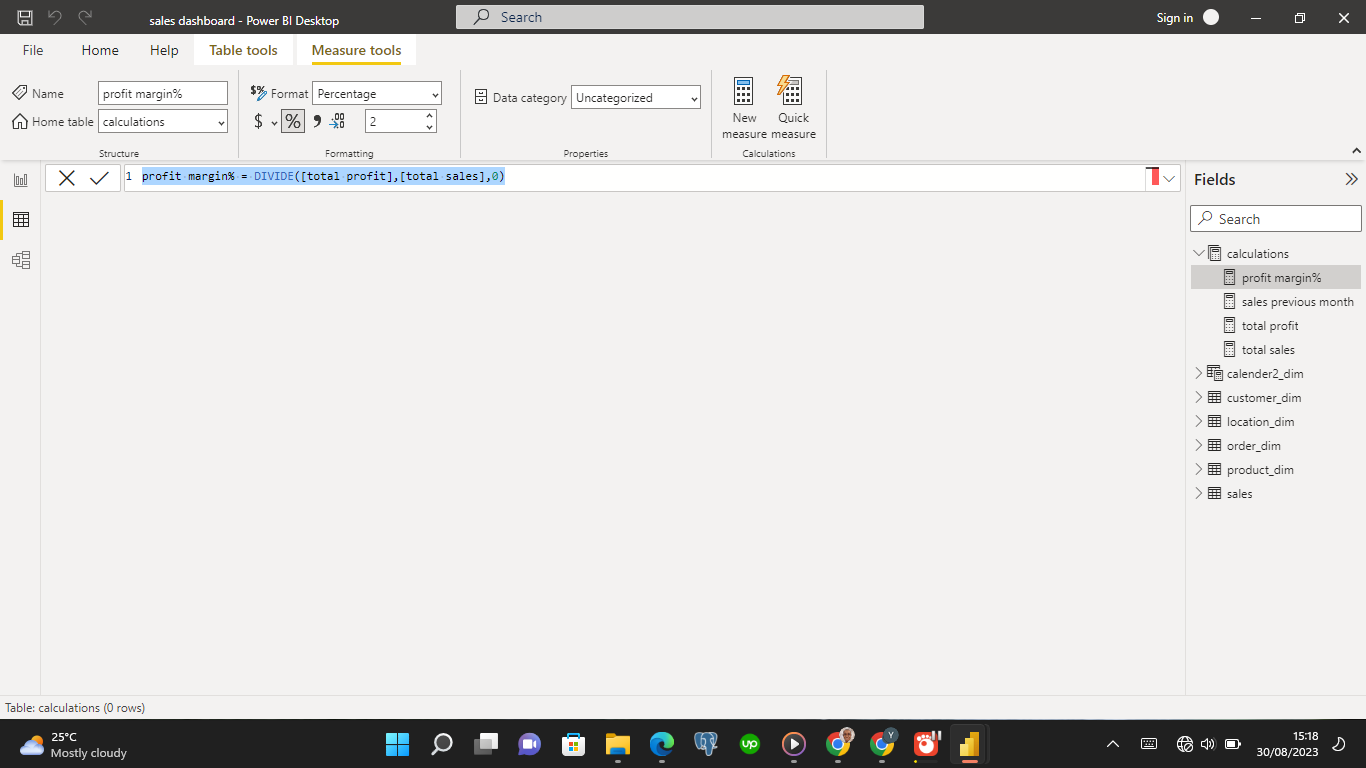 sales dashboard - Power BI Desktop
Search
Sign in
File
Home
Help
Table tools
Measure tools
Name
profit margin%
Home table
calculations
Structure
$% Format
Percentage
$
%
2
Formatting
Data category
Uncategorized
Properties
New
measure
Quick
measure
Calculations
1 profit margin% = DIVIDE([total profit],[total sales],0)
Fields
Search
calculations
profit margin%
sales previous month
total profit
total sales
calender2_dim
customer_dim
location_dim
order_dim
product_dim
sales
Table: calculations (0 rows)
25°C
Mostly cloudy
up
Y
15:18
30/08/2023